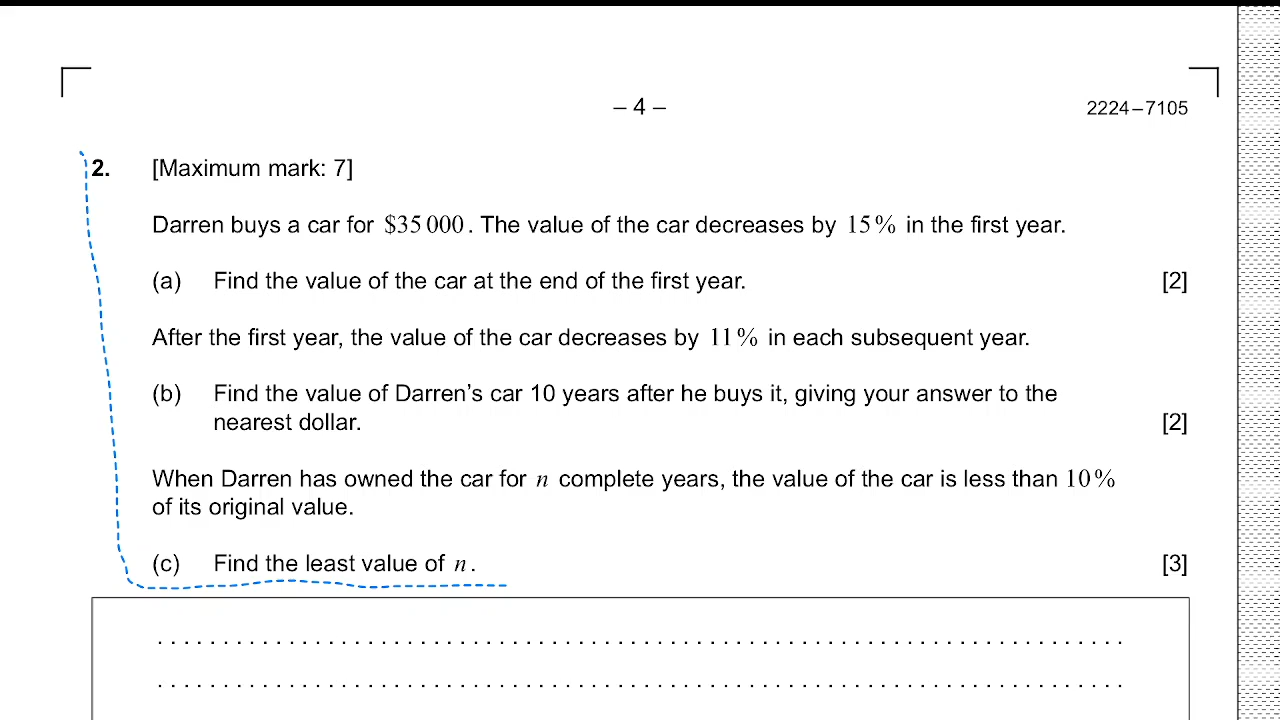 – 4 –
2224–7105
2. [Maximum mark: 7]
Darren buys a car for $35 000. The value of the car decreases by 15% in the first year.
(a) Find the value of the car at the end of the first year. [2]
After the first year, the value of the car decreases by 11% in each subsequent year.
(b) Find the value of Darren’s car 10 years after he buys it, giving your answer to the
nearest dollar. [2]
When Darren has owned the car for n complete years, the value of the car is less than 10%
of its original value.
(c) Find the least value of n. [3]